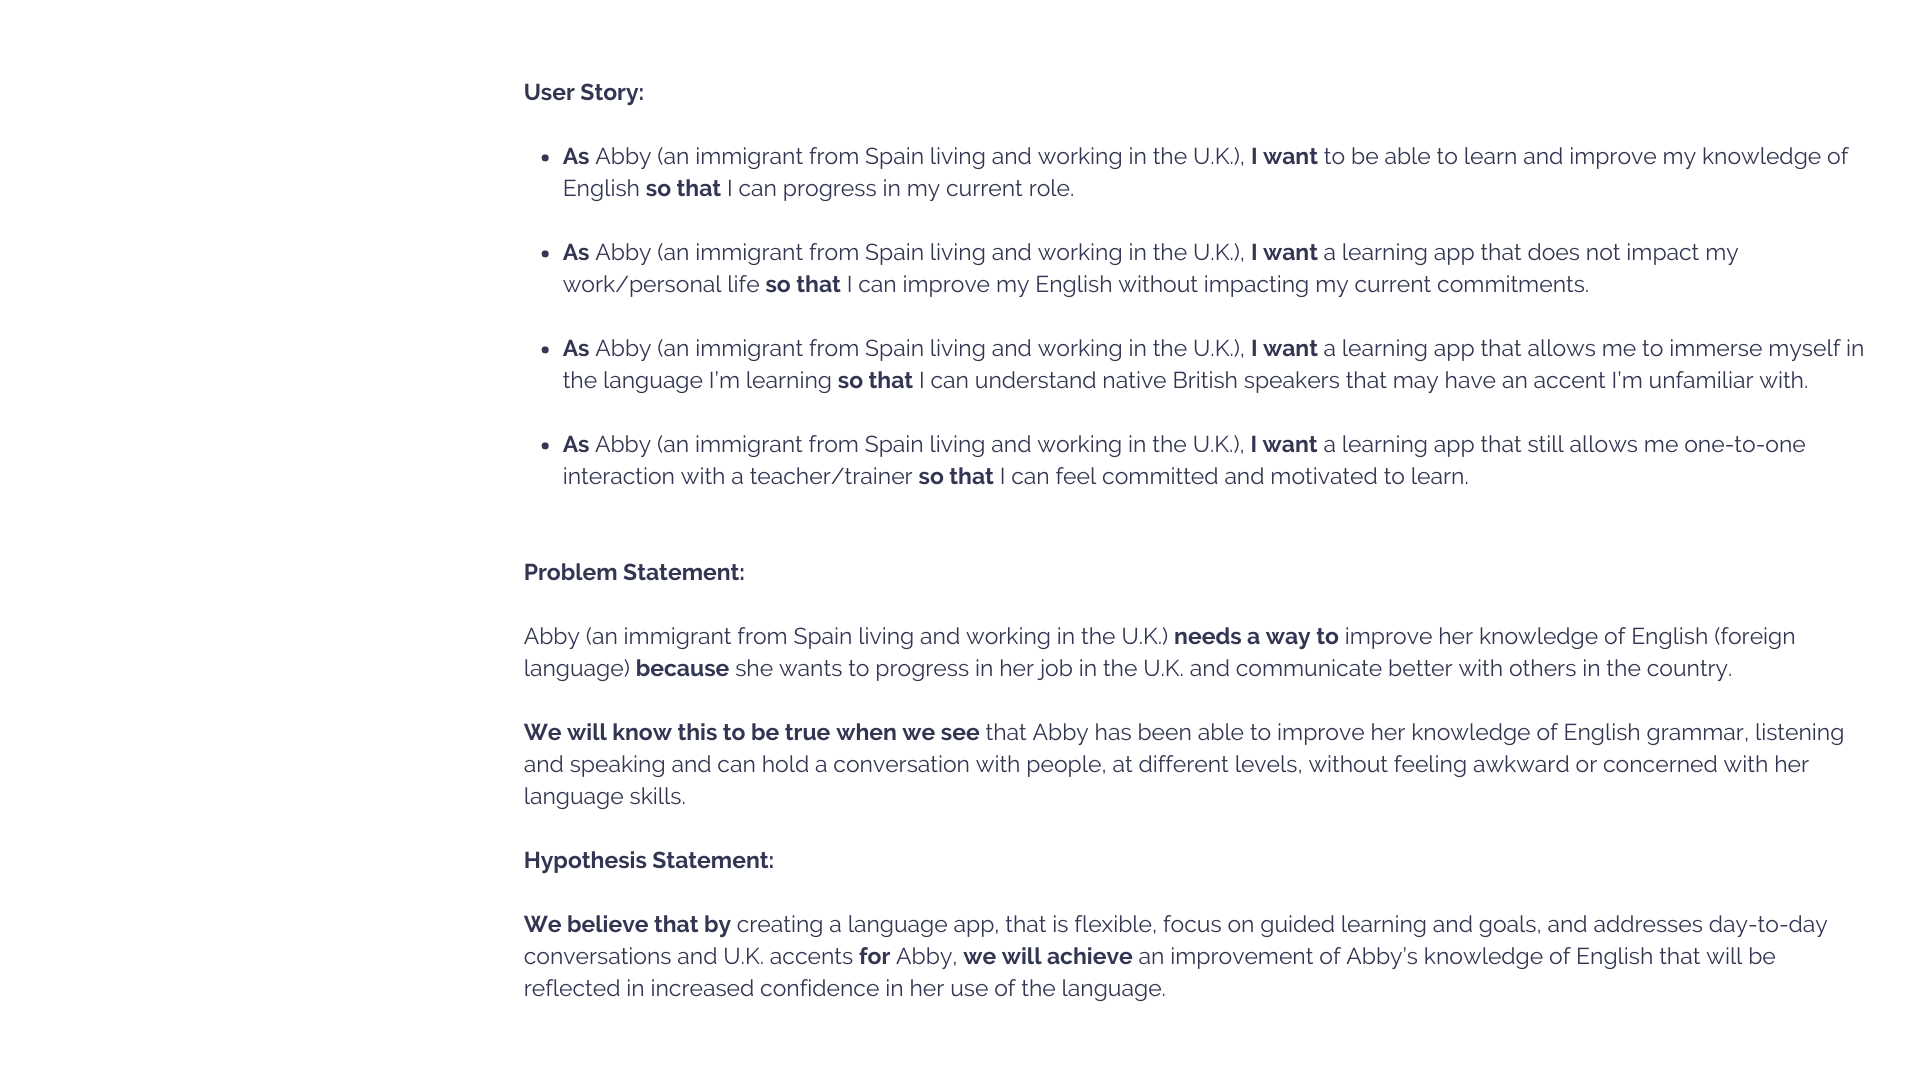 User Story:
• As Abby (an immigrant from Spain living and working in the U.K.), I want to be able to learn and improve my knowledge of
English so that I can progress in my current role.
• As Abby (an immigrant from Spain living and working in the U.K.), I want a learning app that does not impact my
work/personal life so that I can improve my English without impacting my current commitments.
• As Abby (an immigrant from Spain living and working in the U.K.), I want a learning app that allows me to immerse myself in
the language I’m learning so that I can understand native British speakers that may have an accent I’m unfamiliar with.
• As Abby (an immigrant from Spain living and working in the U.K.), I want a learning app that still allows me one-to-one
interaction with a teacher/trainer so that I can feel committed and motivated to learn.
Problem Statement:
Abby (an immigrant from Spain living and working in the U.K.) needs a way to improve her knowledge of English (foreign
language) because she wants to progress in her job in the U.K. and communicate better with others in the country.
We will know this to be true when we see that Abby has been able to improve her knowledge of English grammar, listening
and speaking and can hold a conversation with people, at different levels, without feeling awkward or concerned with her
language skills.
Hypothesis Statement:
We believe that by creating a language app, that is flexible, focus on guided learning and goals, and addresses day-to-day
conversations and U.K. accents for Abby, we will achieve an improvement of Abby’s knowledge of English that will be
reflected in increased confidence in her use of the language.